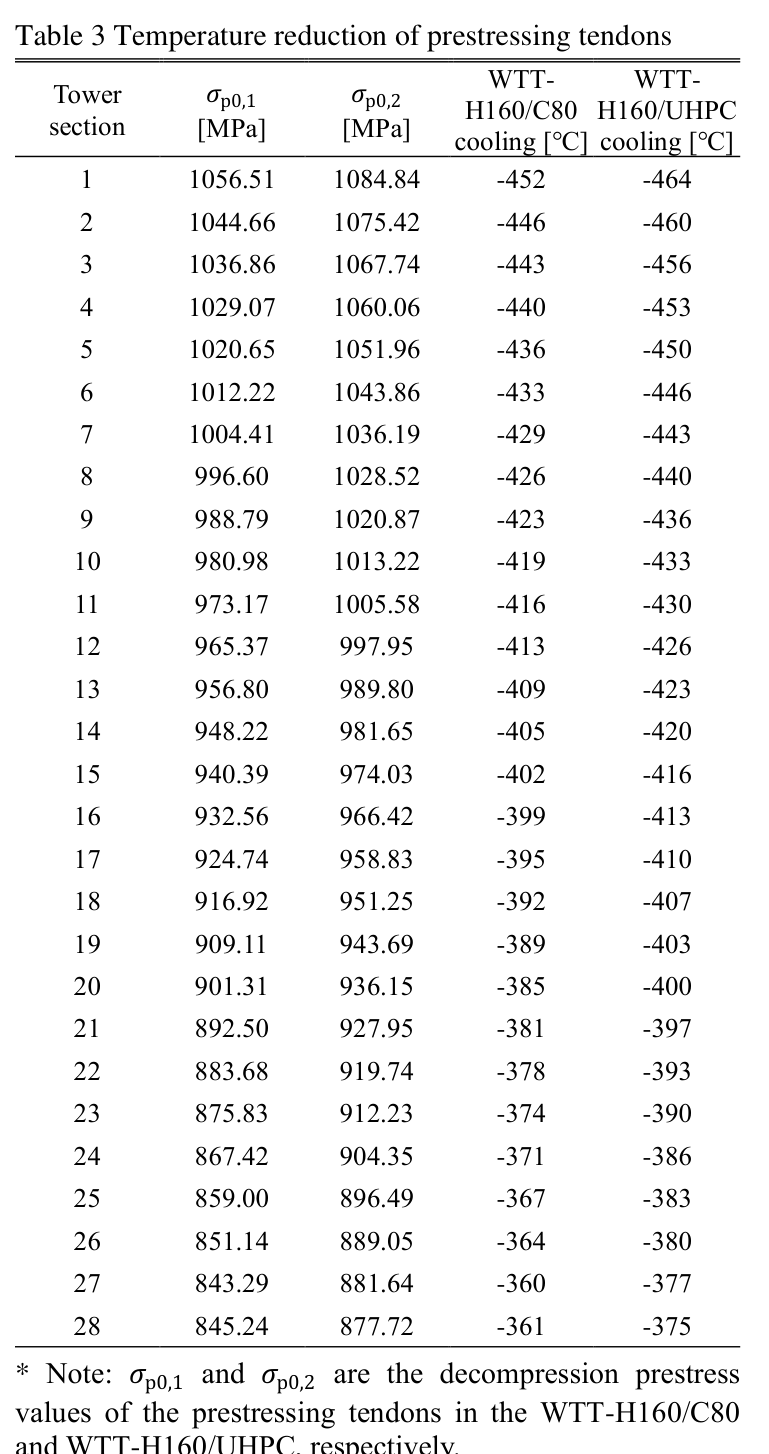 Table 3 Temperature reduction of prestressing tendons
Tower section σp0,1 [MPa] σp0,2 [MPa] WTT-H160/C80 cooling [℃] WTT-H160/UHPC cooling [℃]
1 1056.51 1084.84 -452 -464
2 1044.66 1075.42 -446 -460
3 1036.86 1067.74 -443 -456
4 1029.07 1060.06 -440 -453
5 1020.65 1051.96 -436 -450
6 1012.22 1043.86 -433 -446
7 1004.41 1036.19 -429 -443
8 996.60 1028.52 -426 -440
9 988.79 1020.87 -423 -436
10 980.98 1013.22 -419 -433
11 973.17 1005.58 -416 -430
12 965.37 997.95 -413 -426
13 956.80 989.80 -409 -423
14 948.22 981.65 -405 -420
15 940.39 974.03 -402 -416
16 932.56 966.42 -399 -413
17 924.74 958.83 -395 -410
18 916.92 951.25 -392 -407
19 909.11 943.69 -389 -403
20 901.31 936.15 -385 -400
21 892.50 927.95 -381 -397
22 883.68 919.74 -378 -393
23 875.83 912.23 -374 -390
24 867.42 904.35 -371 -386
25 859.00 896.49 -367 -383
26 851.14 889.05 -364 -380
27 843.29 881.64 -360 -377
28 845.24 877.72 -361 -375
* Note: σp0,1 and σp0,2 are the decompression prestress
values of the prestressing tendons in the WTT-H160/C80
and WTT-H160/UHPC, respectively.